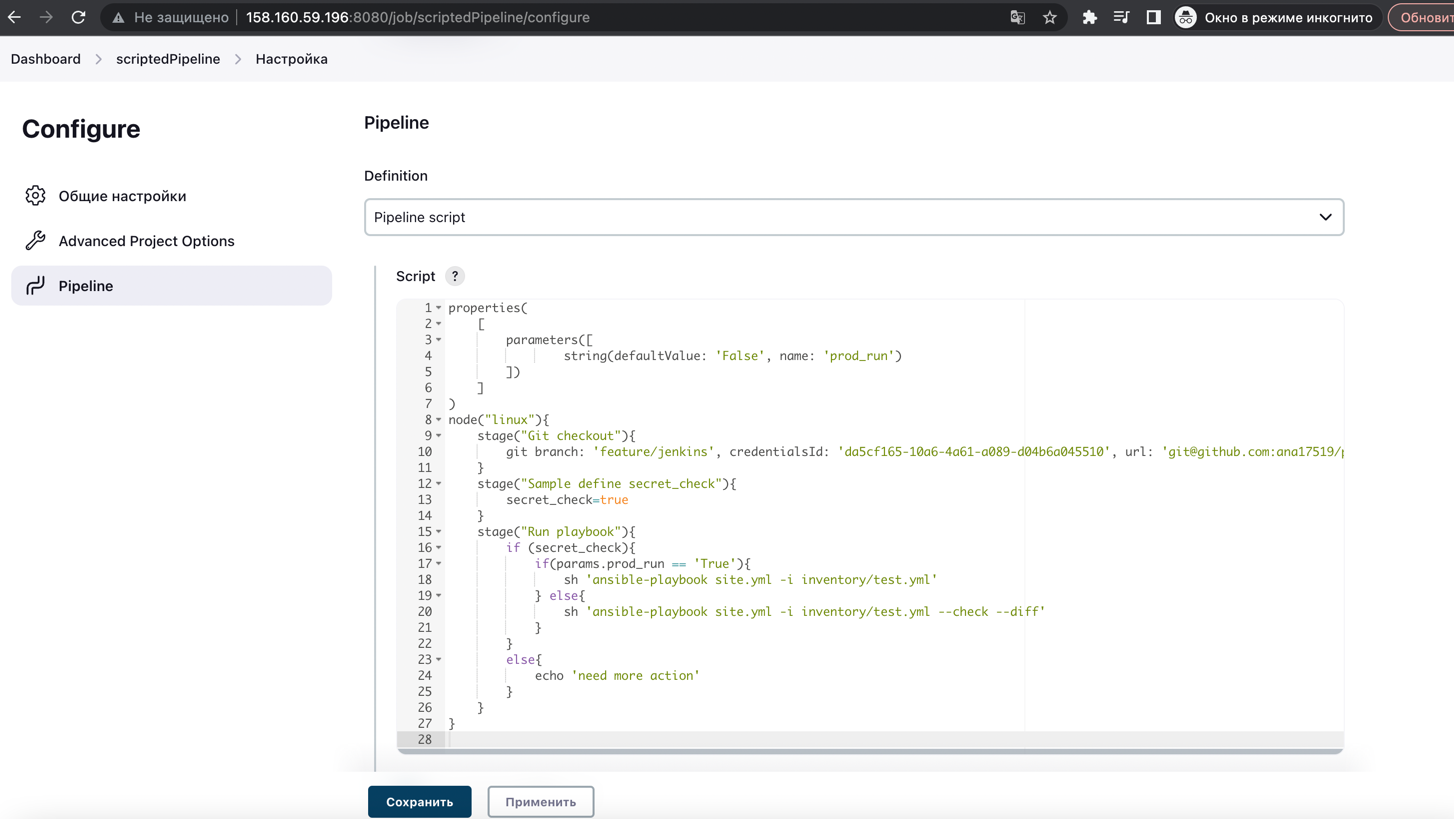 Не защищено 158.160.59.196:8080/job/scriptedPipeline/configure Окно в режиме инкогнито
Dashboard scriptedPipeline Настройка
Configure
Общие настройки
Advanced Project Options
Pipeline
Pipeline
Definition
Pipeline script
Script ?
1 properties(
2 [
3 parameters([
4 string(defaultValue: 'False', name: 'prod_run')
5 ])
6 ]
7 )
8 node("linux"){
9 stage("Git checkout"){
10 git branch: 'feature/jenkins', credentialsId: 'da5cf165-10a6-4a61-a089-d04b6a045510', url: 'git@github.com:ana17519/
11 }
12 stage("Sample define secret_check"){
13 secret_check=true
14 }
15 stage("Run playbook"){
16 if (secret_check){
17 if(params.prod_run == 'True'){
18 sh 'ansible-playbook site.yml -i inventory/test.yml'
19 } else{
20 sh 'ansible-playbook site.yml -i inventory/test.yml --check --diff'
21 }
22 }
23 else{
24 echo 'need more action'
25 }
26 }
27 }
28
Сохранить Применить